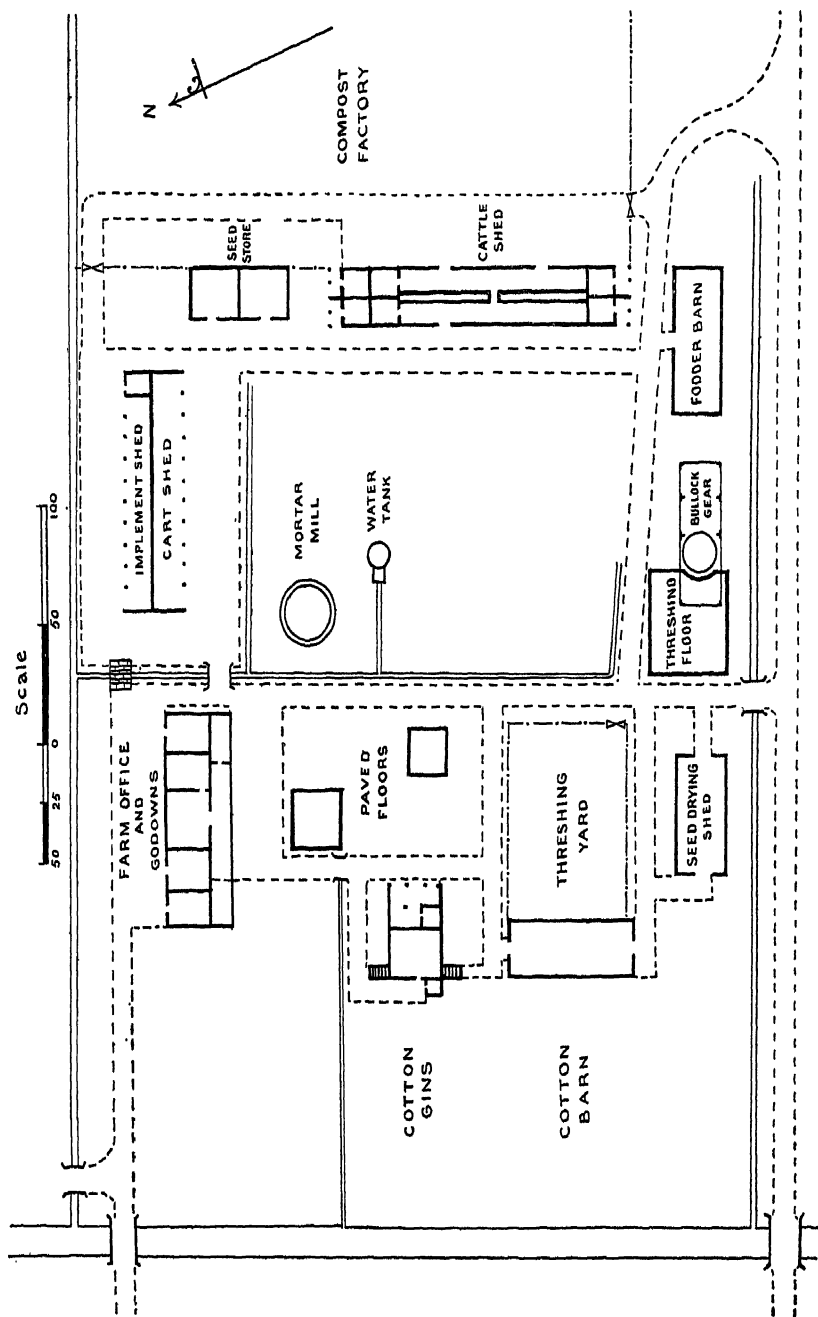 N
COMPOST
FACTORY
SEED
STORE
CATTLE
SHED
FODDER BARN
IMPLEMENT SHED
CART SHED
MORTAR
MILL
WATER
TANK
BULLOCK
GEAR
THRESHING
FLOOR
Scale
50 25 0 50 100
FARM OFFICE
AND
GODOWNS
PAVED
FLOORS
THRESHING
YARD
SEED DRYING
SHED
COTTON
GINS
COTTON
BARN